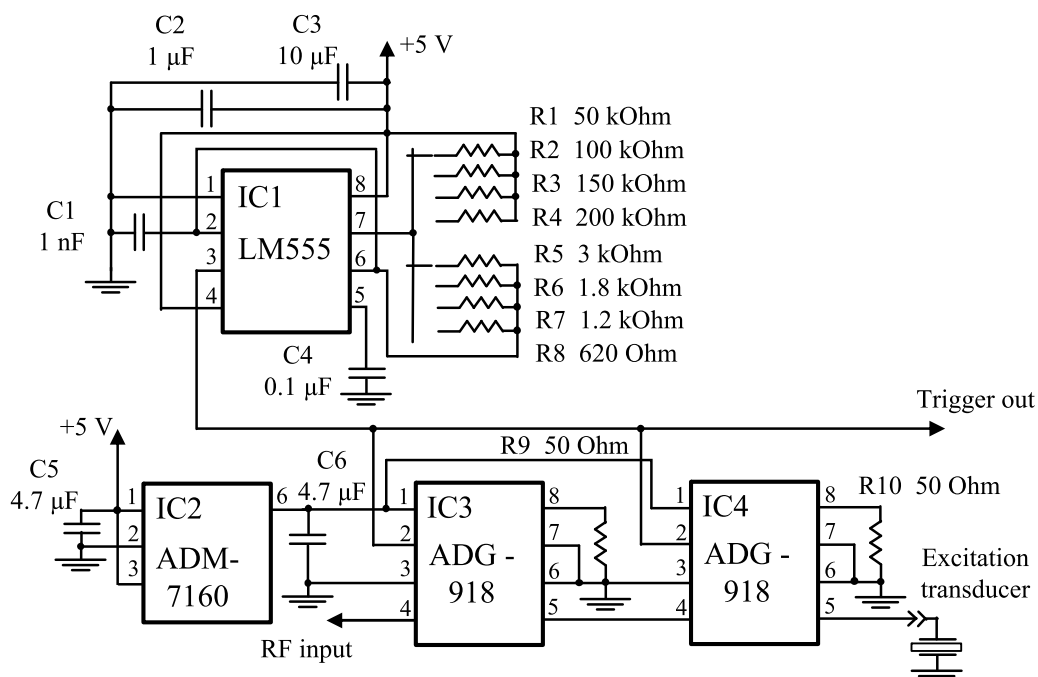 C2
1 μF
C3
10 μF
+5 V
R1 50 kOhm
R2 100 kOhm
R3 150 kOhm
R4 200 kOhm
R5 3 kOhm
R6 1.8 kOhm
R7 1.2 kOhm
R8 620 Ohm
C1
1 nF
1
2
3
4
IC1
LM555
8
7
6
5
C4
0.1 μF
Trigger out
+5 V
C5
4.7 μF
1
2
3
IC2
ADM-
7160
6
C6
4.7 μF
R9 50 Ohm
1
2
3
4
IC3
ADG -
918
8
7
6
5
1
2
3
4
IC4
ADG -
918
8
7
6
5
R10 50 Ohm
Excitation
transducer
RF input